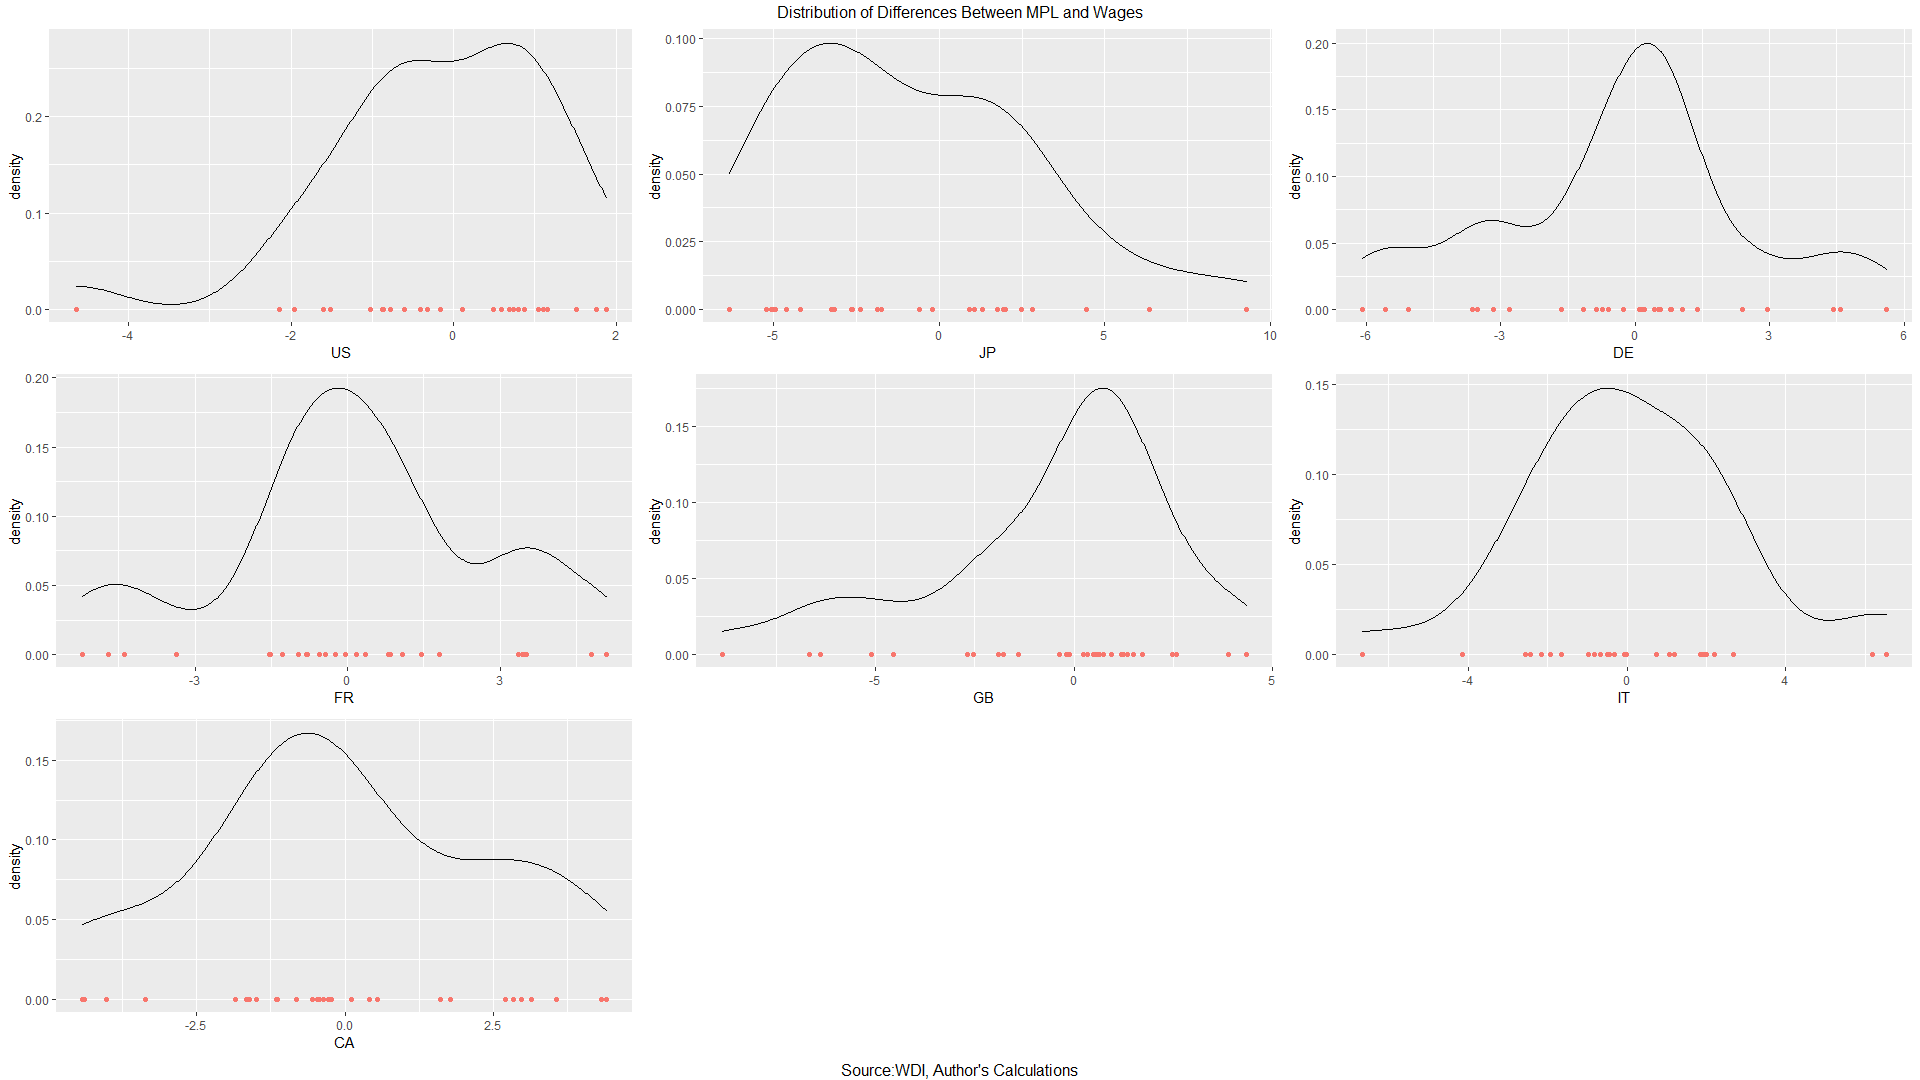 Distribution of Differences Between MPL and Wages
density
0.2
0.1
0.0
-4 -2 0 2
US
density
0.100
0.075
0.050
0.025
0.000
-5 0 5 10
JP
density
0.20
0.15
0.10
0.05
0.00
-6 -3 0 3 6
DE
density
0.20
0.15
0.10
0.05
0.00
-3 0 3
FR
density
0.15
0.10
0.05
0.00
-5 0 5
GB
density
0.15
0.10
0.05
0.00
-4 0 4
IT
density
0.15
0.10
0.05
0.00
-2.5 0.0 2.5
CA
Source:WDI, Author's Calculations